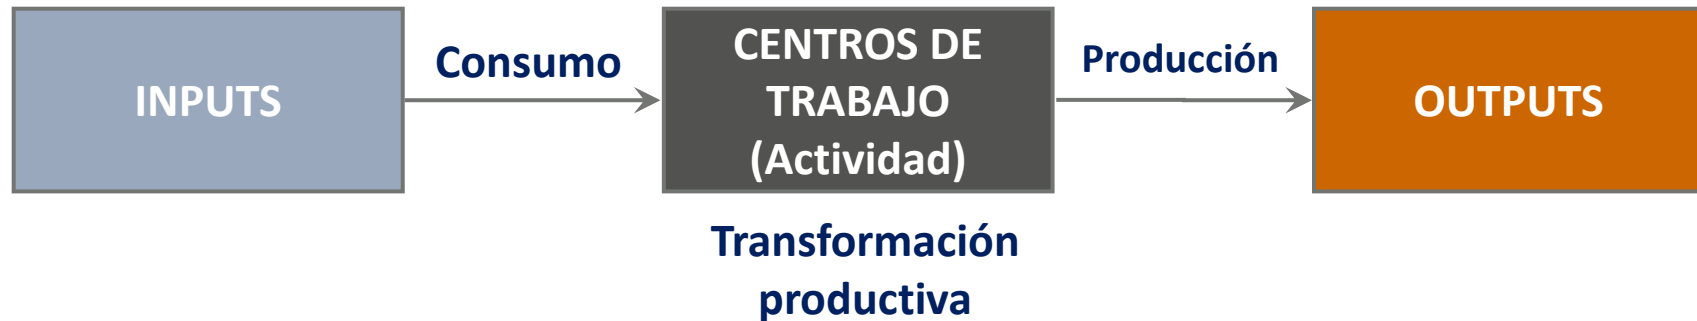 INPUTS
Consumo
CENTROS DE
TRABAJO
(Actividad)
Producción
OUTPUTS
Transformación
productiva